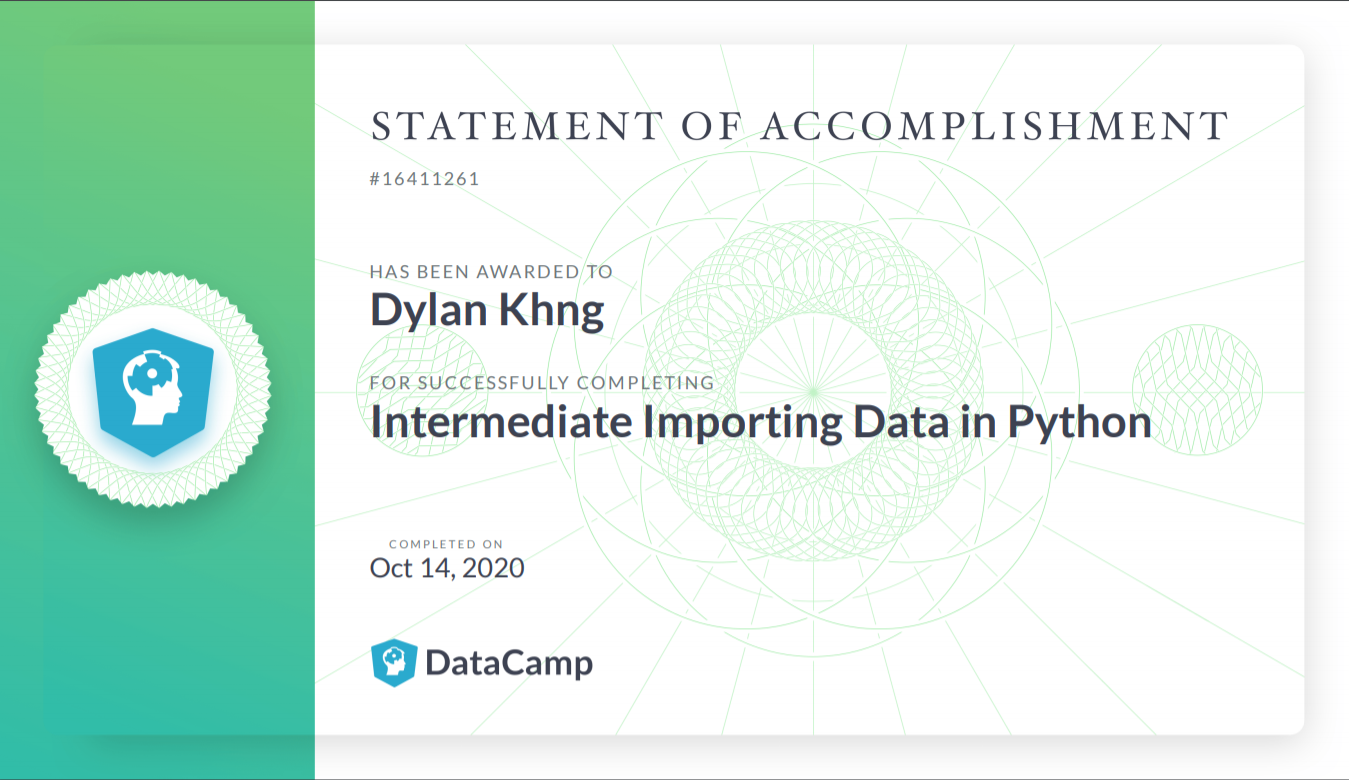 STATEMENT OF ACCOMPLISHMENT
#16411261
HAS BEEN AWARDED TO
Dylan Khng
FOR SUCCESSFULLY COMPLETING
Intermediate Importing Data in Python
COMPLETED ON
Oct 14, 2020
DataCamp